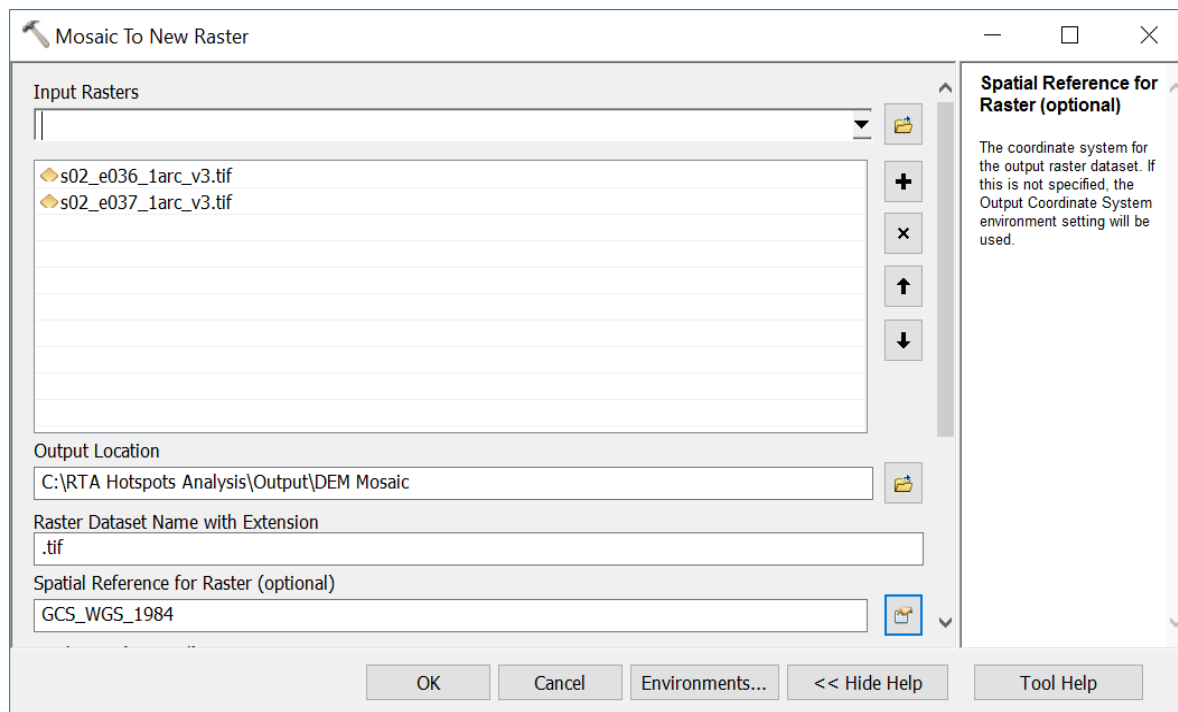 Mosaic To New Raster
Input Rasters
s02_e036_1arc_v3.tif
s02_e037_1arc_v3.tif
Output Location
C:\RTA Hotspots Analysis\Output\DEM Mosaic
Raster Dataset Name with Extension
.tif
Spatial Reference for Raster (optional)
GCS_WGS_1984
OK
Cancel
Environments...
<< Hide Help
Tool Help
Spatial Reference for
Raster (optional)
The coordinate system for
the output raster dataset. If
this is not specified, the
Output Coordinate System
environment setting will be
used.